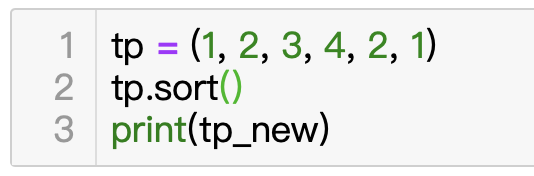 1 tp = (1, 2, 3, 4, 2, 1)
2 tp.sort()
3 print(tp_new)